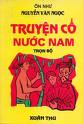 ÔN NHƯ
NGUYỄN VĂN NGỌC
TRUYỆN CỔ
NƯỚC NAM
TRỌN BỘ
XUÂN THU